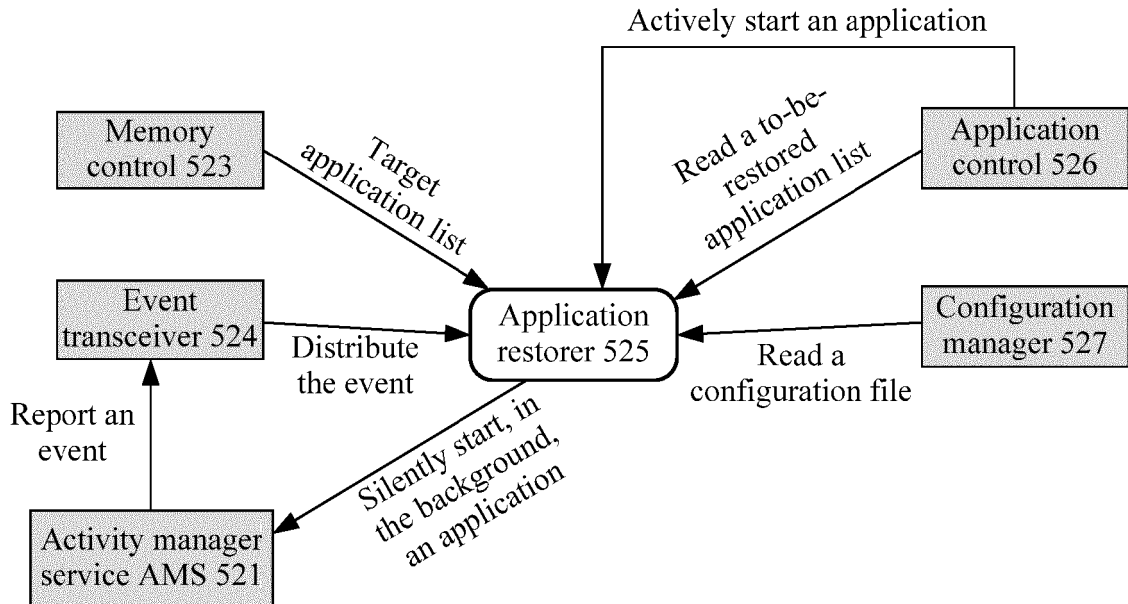 Actively start an application
Memory
control 523
Target
application list
Read a to-be-
restored
application list
Application
control 526
Event
transceiver 524
Distribute
the event
Application
restorer 525
Read a
configuration file
Configuration
manager 527
Report an
event
Silently start, in
the background,
an application
Activity manager
service AMS 521